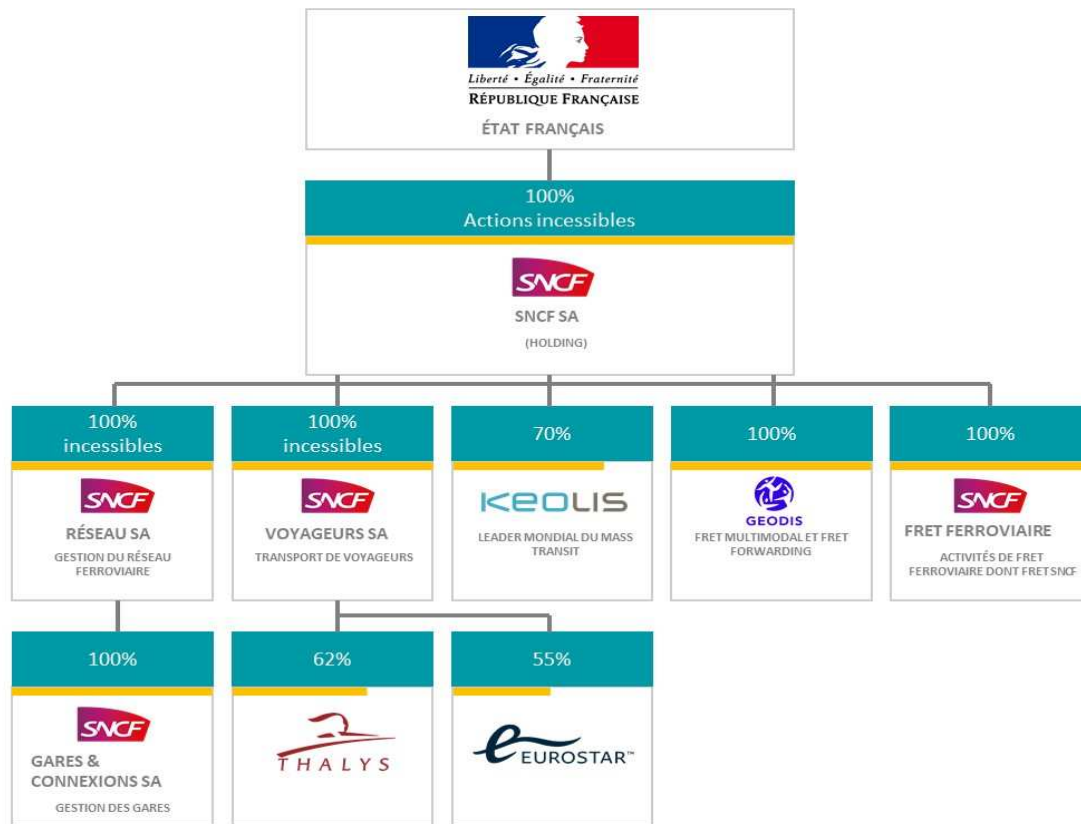 Liberté • Égalité • Fraternité
RÉPUBLIQUE FRANÇAISE
ÉTAT FRANÇAIS
100%
Actions incessibles
SNCF
SNCF SA
(HOLDING)
100%
incessibles
SNCF
RÉSEAU SA
GESTION DU RÉSEAU
FERROVIAIRE
100%
incessibles
SNCF
VOYAGEURS SA
TRANSPORT DE VOYAGEURS
70%
KEOLIS
LEADER MONDIAL DU MASS
TRANSIT
100%
GEODIS
FRET MULTIMODAL ET FRET
FORWARDING
100%
SNCF
FRET FERROVIAIRE
ACTIVITÉS DE FRET
FERROVIAIRE DONT FRET SNCF
100%
SNCF
GARES &
CONNEXIONS SA
GESTION DES GARES
62%
THALYS
55%
e
EUROSTAR™